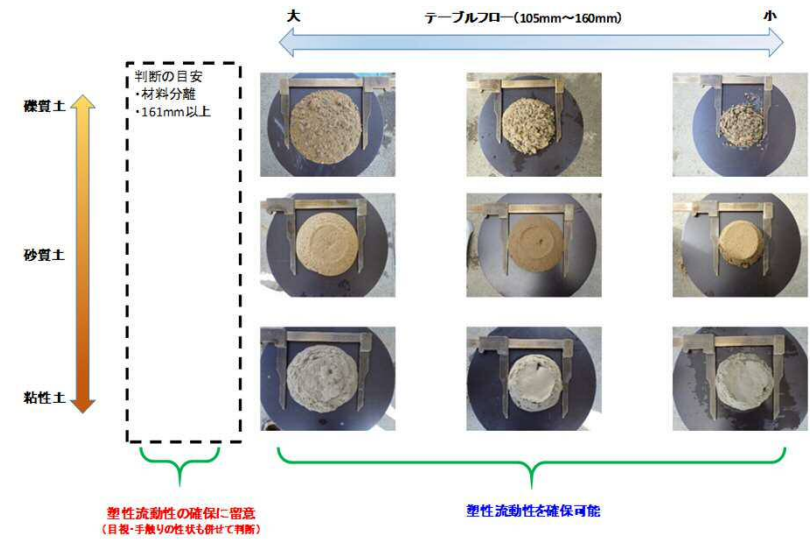 大
テーブルフロー(105mm～160mm)
小
判断の目安
・材料分離
・161mm以上
礫質土
砂質土
粘性土
塑性流動性の確保に留意
(目視・手触りの性状も併せて判断)
塑性流動性を確保可能